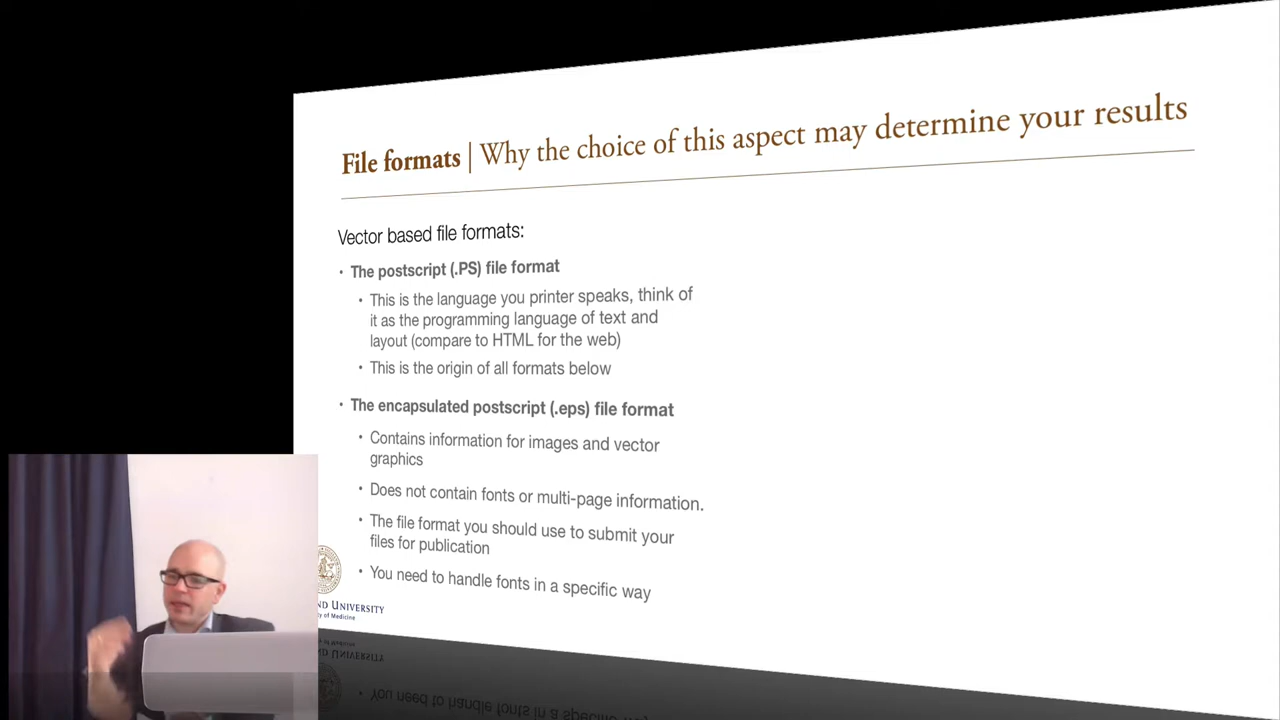 File formats | Why the choice of this aspect may determine your results
Vector based file formats:
• The postscript (.PS) file format
• This is the language you printer speaks, think of
it as the programming language of text and
layout (compare to HTML for the web)
• This is the origin of all formats below
• The encapsulated postscript (.eps) file format
• Contains information for images and vector
graphics
• Does not contain fonts or multi-page information.
• The file format you should use to submit your
files for publication
• You need to handle fonts in a specific way
ND UNIVERSITY
ty of Medicine